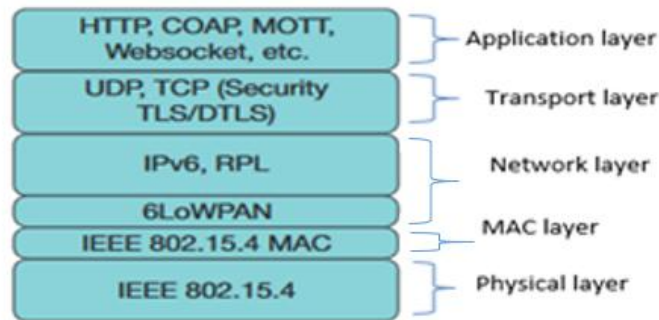 HTTP, COAP, MOTT,
Websocket, etc.
Application layer
UDP, TCP (Security
TLS/DTLS)
Transport layer
IPv6, RPL
Network layer
6LoWPAN
MAC layer
IEEE 802.15.4 MAC
IEEE 802.15.4
Physical layer